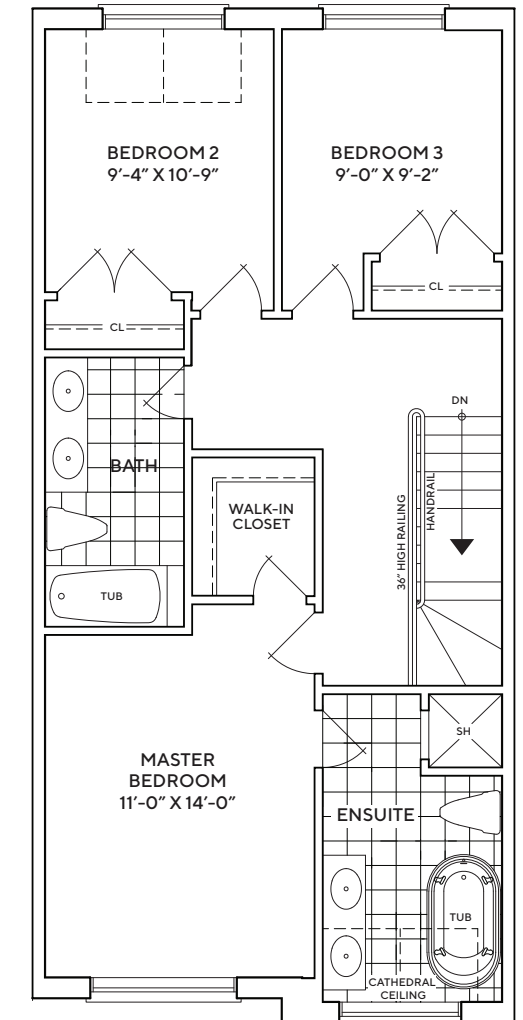 BEDROOM 2
9′-4″ X 10′-9″
BEDROOM 3
9′-0″ X 9′-2″
CL
CL
DN
HANDRAIL
36″ HIGH RAILING
BATH
WALK-IN
CLOSET
TUB
MASTER
BEDROOM
11′-0″ X 14′-0″
SH
ENSUITE
TUB
CATHEDRAL
CEILING